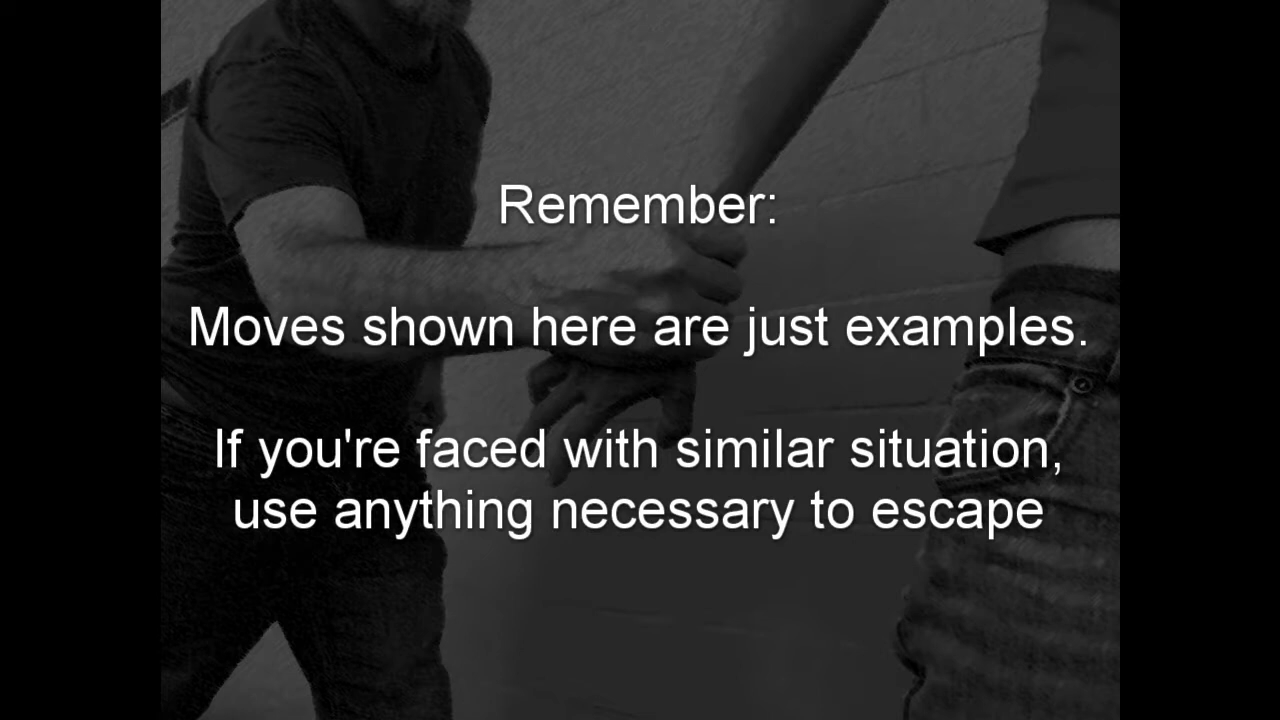 Remember:
Moves shown here are just examples.
If you're faced with similar situation,
use anything necessary to escape